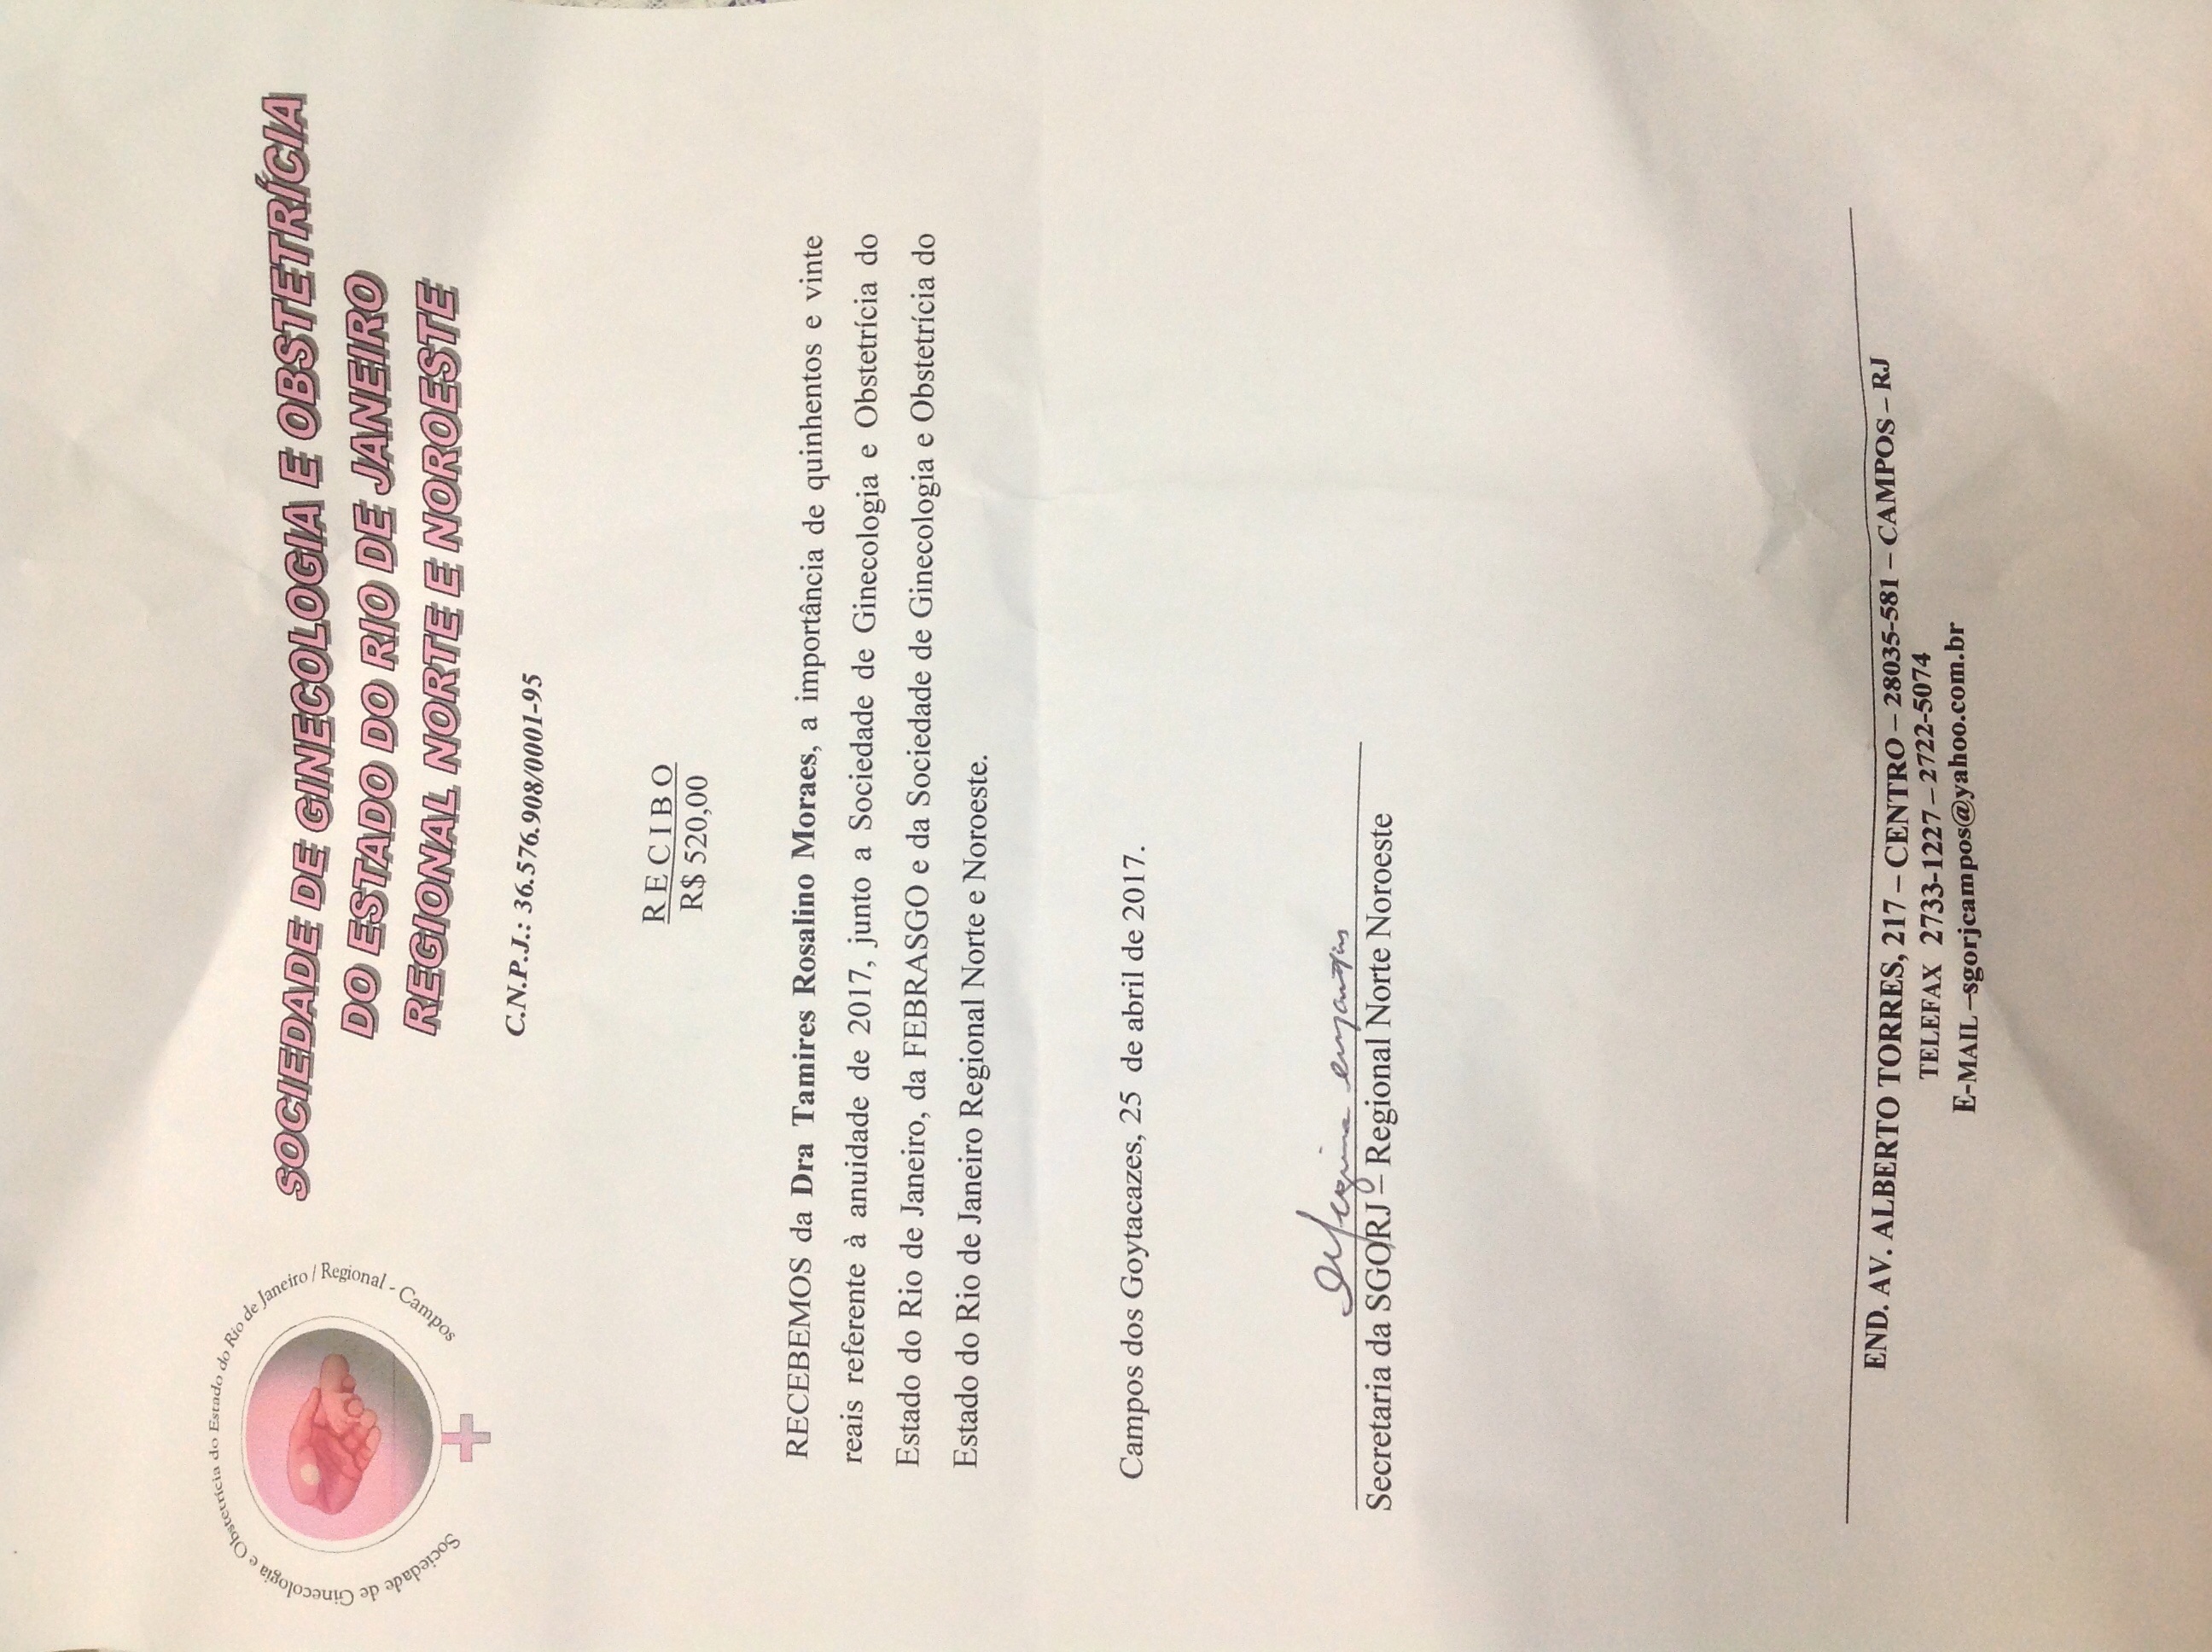 Sociedade de Ginecologia e Obstetrícia do Estado do Rio de Janeiro / Regional - Campos
SOCIEDADE DE GINECOLOGIA E OBSTETRÍCIA
DO ESTADO DO RIO DE JANEIRO
REGIONAL NORTE E NOROESTE
C.N.P.J.: 36.576.908/0001-95
R E C I B O
R$ 520,00
RECEBEMOS da Dra Tamires Rosalino Moraes, a importância de quinhentos e vinte
reais referente à anuidade de 2017, junto a Sociedade de Ginecologia e Obstetrícia do
Estado do Rio de Janeiro, da FEBRASGO e da Sociedade de Ginecologia e Obstetrícia do
Estado do Rio de Janeiro Regional Norte e Noroeste.
Campos dos Goytacazes, 25 de abril de 2017.
Secretaria da SGORJ – Regional Norte Noroeste
END. AV. ALBERTO TORRES, 217 – CENTRO – 28035-581 – CAMPOS – RJ
TELEFAX 2733-1227 – 2722-5074
E-MAIL –sgorjcampos@yahoo.com.br